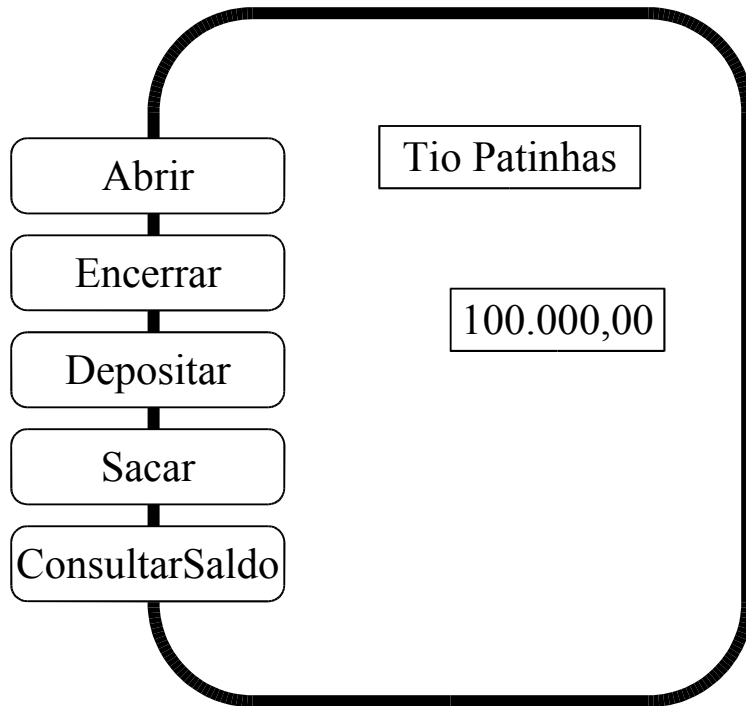 Abrir
Encerrar
Depositar
Sacar
ConsultarSaldo
Tio Patinhas
100.000,00